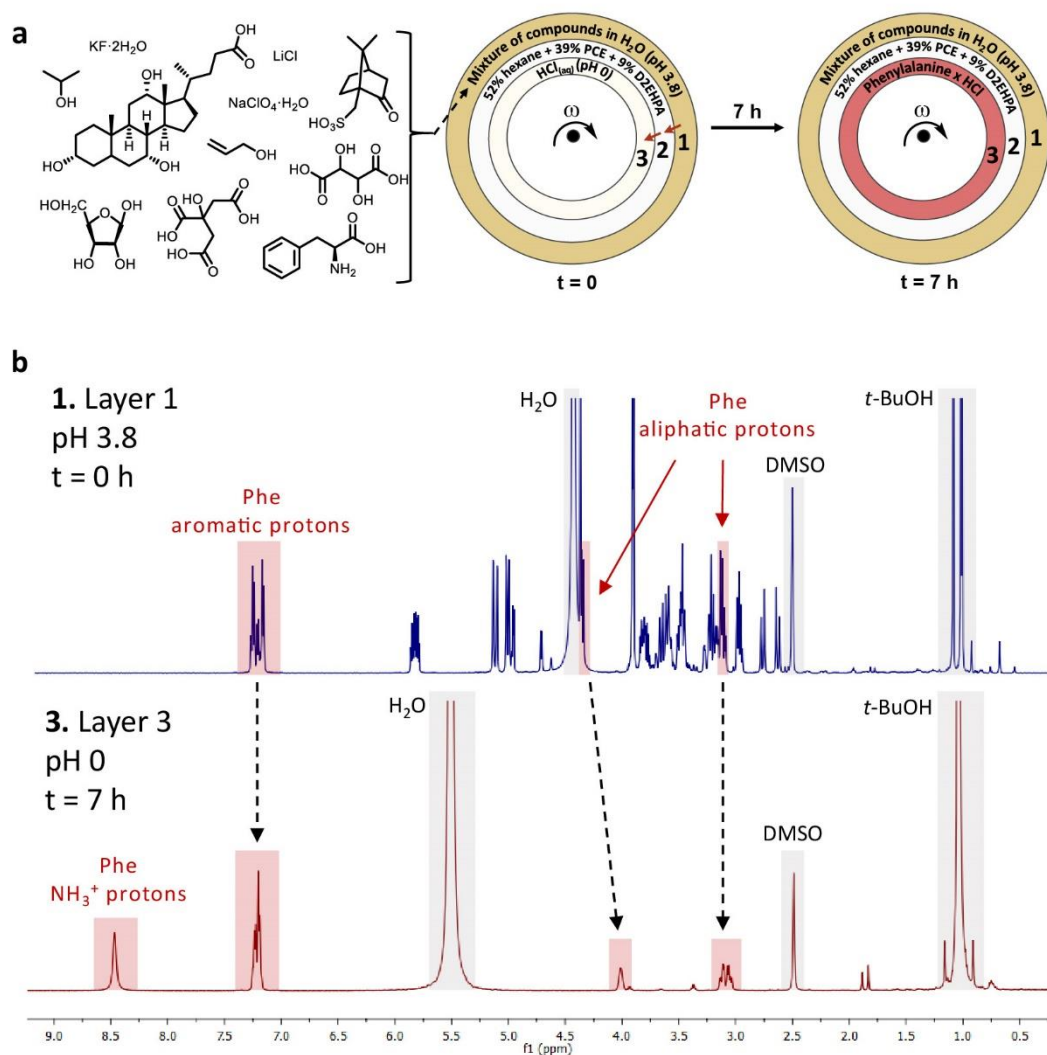 a
KF·2H₂O
LiCl
NaClO₄·H₂O
O
OH
OH
OH
HO
OH
OH
HO₃S
O
OH
HO
O
OH
O
OH
OH
HO
O
OH
HO
OH
O
OH
OH
HO
O
O
HO
O
OH
O
OH
NH₂
Mixture of compounds in H₂O (pH 3.8)
52% hexane + 39% PCE + 9% D2EHPA
HCl(aq) (pH 0)
ω
3 2 1
t = 0
7 h
Mixture of compounds in H₂O (pH 3.8)
52% hexane + 39% PCE + 9% D2EHPA
Phenylalanine x HCl
ω
3 2 1
t = 7 h
b
1. Layer 1
pH 3.8
t = 0 h
Phe
aromatic protons
H₂O
Phe
aliphatic protons
DMSO
t-BuOH
3. Layer 3
pH 0
t = 7 h
Phe
NH₃⁺ protons
H₂O
DMSO
t-BuOH
9.0 8.5 8.0 7.5 7.0 6.5 6.0 5.5 5.0 4.5 4.0 3.5 3.0 2.5 2.0 1.5 1.0 0.5
f1 (ppm)